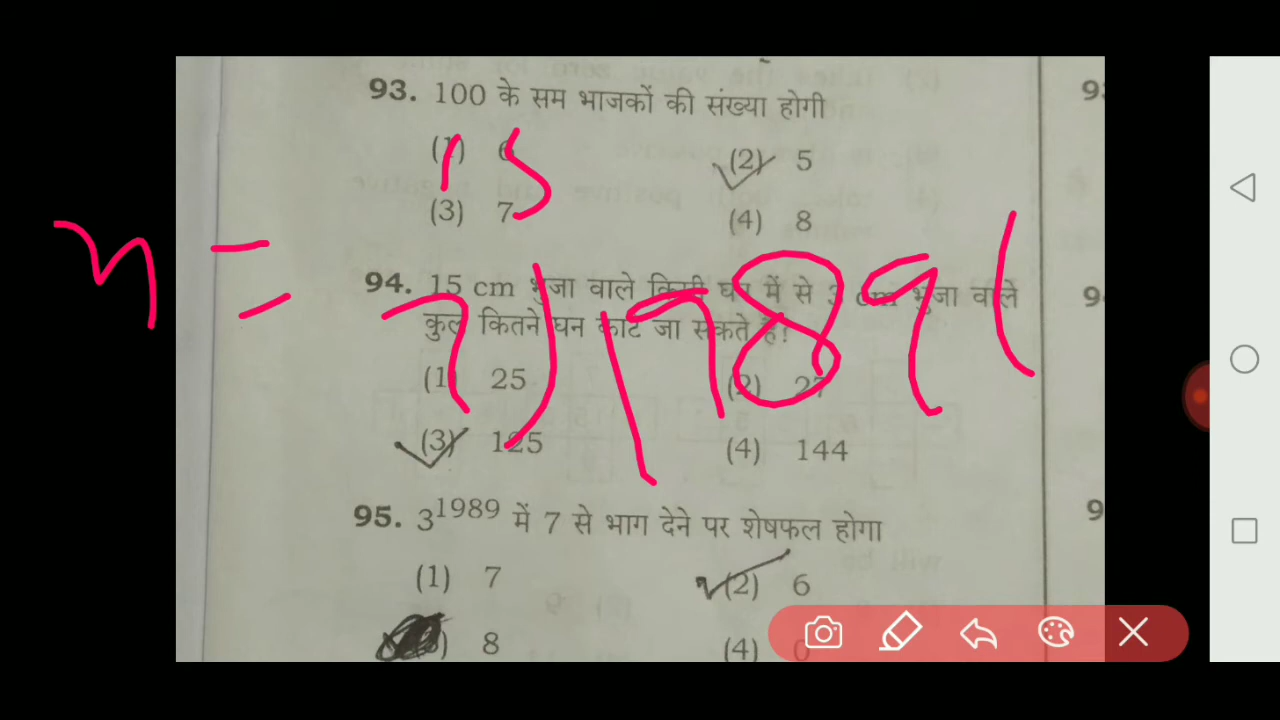 93. 100 के सम भाजकों की संख्या होगी
(1) 6 (2) 5
(3) 7 (4) 8
94. 15 cm भुजा वाले किसी घन में से 3 cm भुजा वाले
कुल कितने घन काटे जा सकते हैं!
(1) 25 (2) 27
(3) 125 (4) 144
95. 3^1989 में 7 से भाग देने पर शेषफल होगा
(1) 7 (2) 6
8 (4) 0